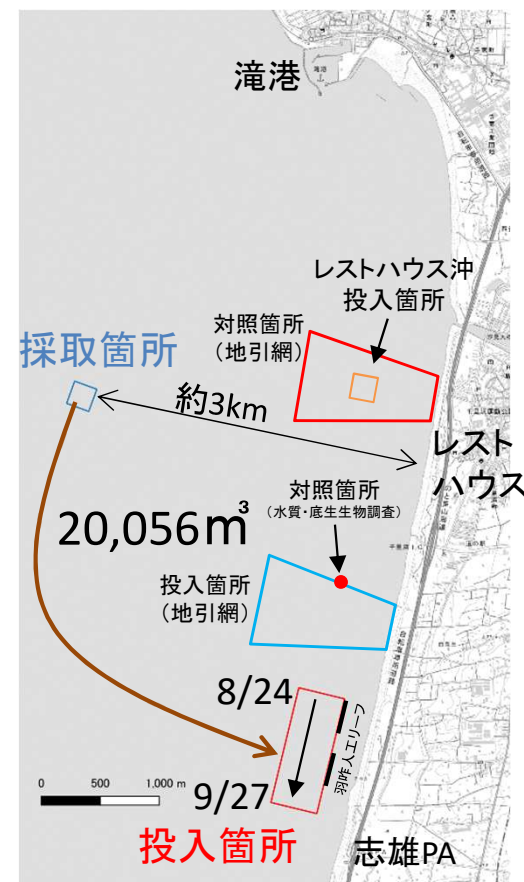 滝港
レストハウス沖
投入箇所
対照箇所
（地引網）
採取箇所
約3km
レスト
ハウス
対照箇所
（水質・底生生物調査）
20,056m³
投入箇所
（地引網）
8/24
羽咋人工リーフ
0 500 1,000 m
9/27
投入箇所
志雄PA